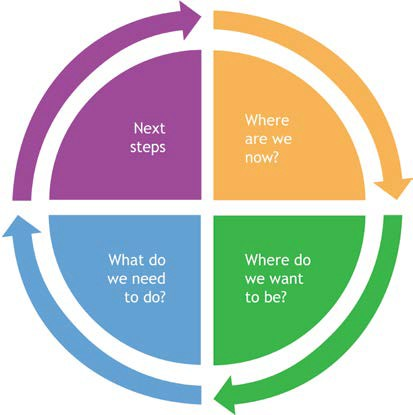 Next
steps
Where
are we
now?
What do
we need
to do?
Where do
we want
to be?